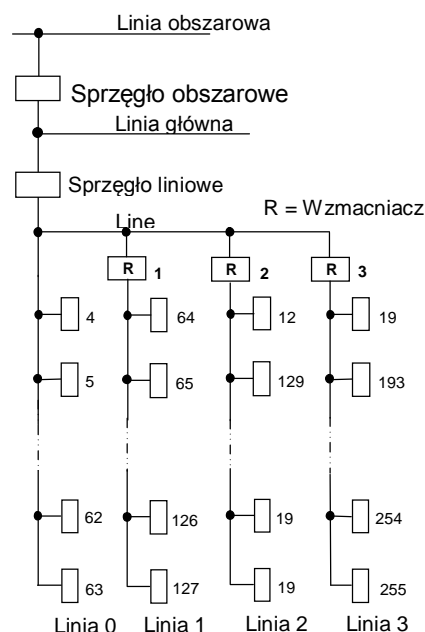 Linia obszarowa
Sprzęgło obszarowe
Linia główna
Sprzęgło liniowe
R = Wzmacniacz
Line
R 1 R 2 R 3
4 64 12 19
5 65 129 193
62 126 19 254
63 127 19 255
Linia 0 Linia 1 Linia 2 Linia 3